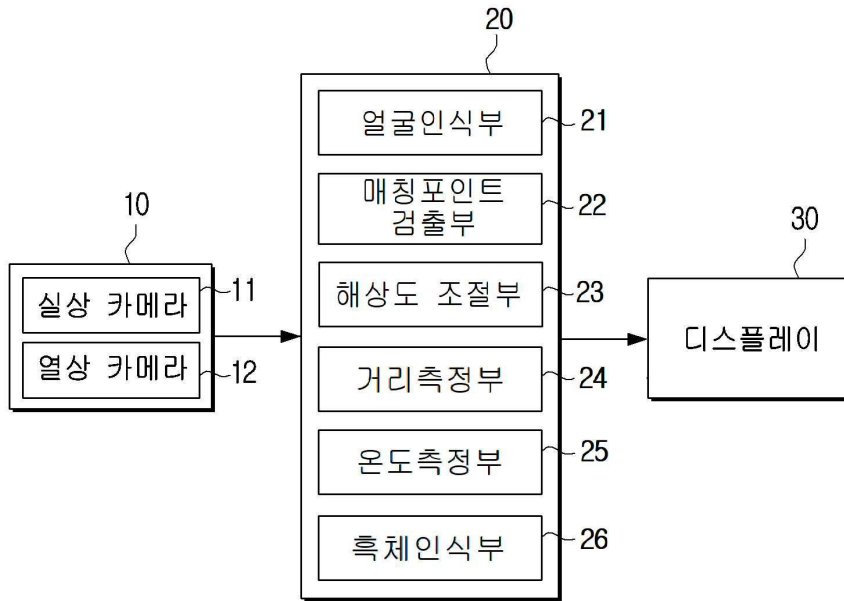 20
얼굴인식부
21
매칭포인트
검출부
22
10
실상 카메라
11
열상 카메라
12
해상도 조절부
23
거리측정부
24
온도측정부
25
흑체인식부
26
30
디스플레이